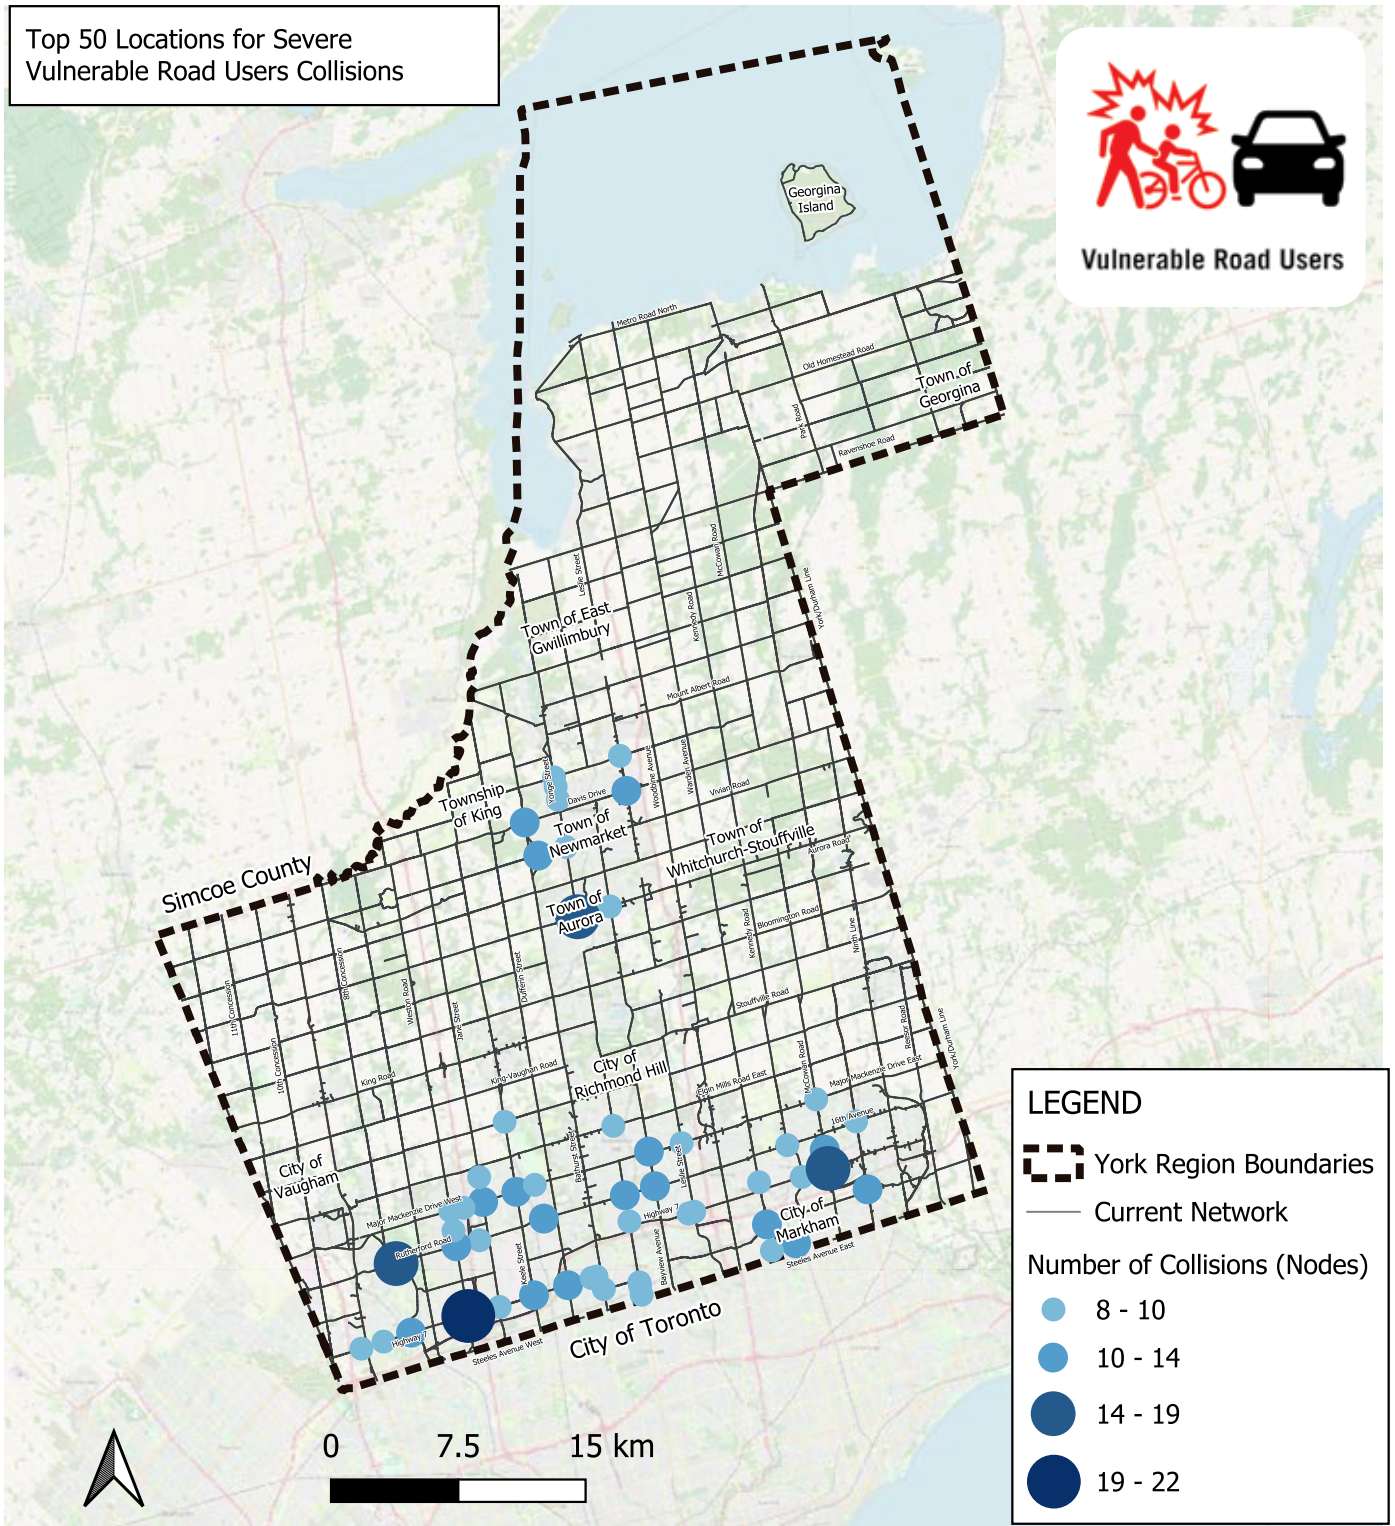 Top 50 Locations for Severe
Vulnerable Road Users Collisions
Vulnerable Road Users
Georgina
Island
Metro Road North
Old Homestead Road
Town of
Georgina
Park Road
Ravenshoe Road
McCowan Road
Leslie Street
York/Durham Line
Kennedy Road
Town of East
Gwillimbury
Mount Albert Road
Woodbine Avenue
Warden Avenue
Yonge Street
Davis Drive
Vivian Road
Township
of King
Town of
Newmarket
Town of
Whitchurch-Stouffville
Aurora Road
Simcoe County
Town of
Aurora
Kennedy Road
Bloomington Road
Ninth Line
8th Concession
11th Concession
Weston Road
Jane Street
Dufferin Street
Stouffville Road
Reesor Road
York/Durham Line
10th Concession
King Road
King-Vaughan Road
City of
Richmond Hill
Elgin Mills Road East
McCowan Road
Major Mackenzie Drive East
16th Avenue
Bathurst Street
Leslie Street
City of
Vaugham
Major Mackenzie Drive West
Rutherford Road
Highway 7
City of
Markham
Steeles Avenue East
Keele Street
Bayview Avenue
Highway 7
Steeles Avenue West
City of Toronto
LEGEND
York Region Boundaries
Current Network
Number of Collisions (Nodes)
8 - 10
10 - 14
14 - 19
19 - 22
0 7.5 15 km